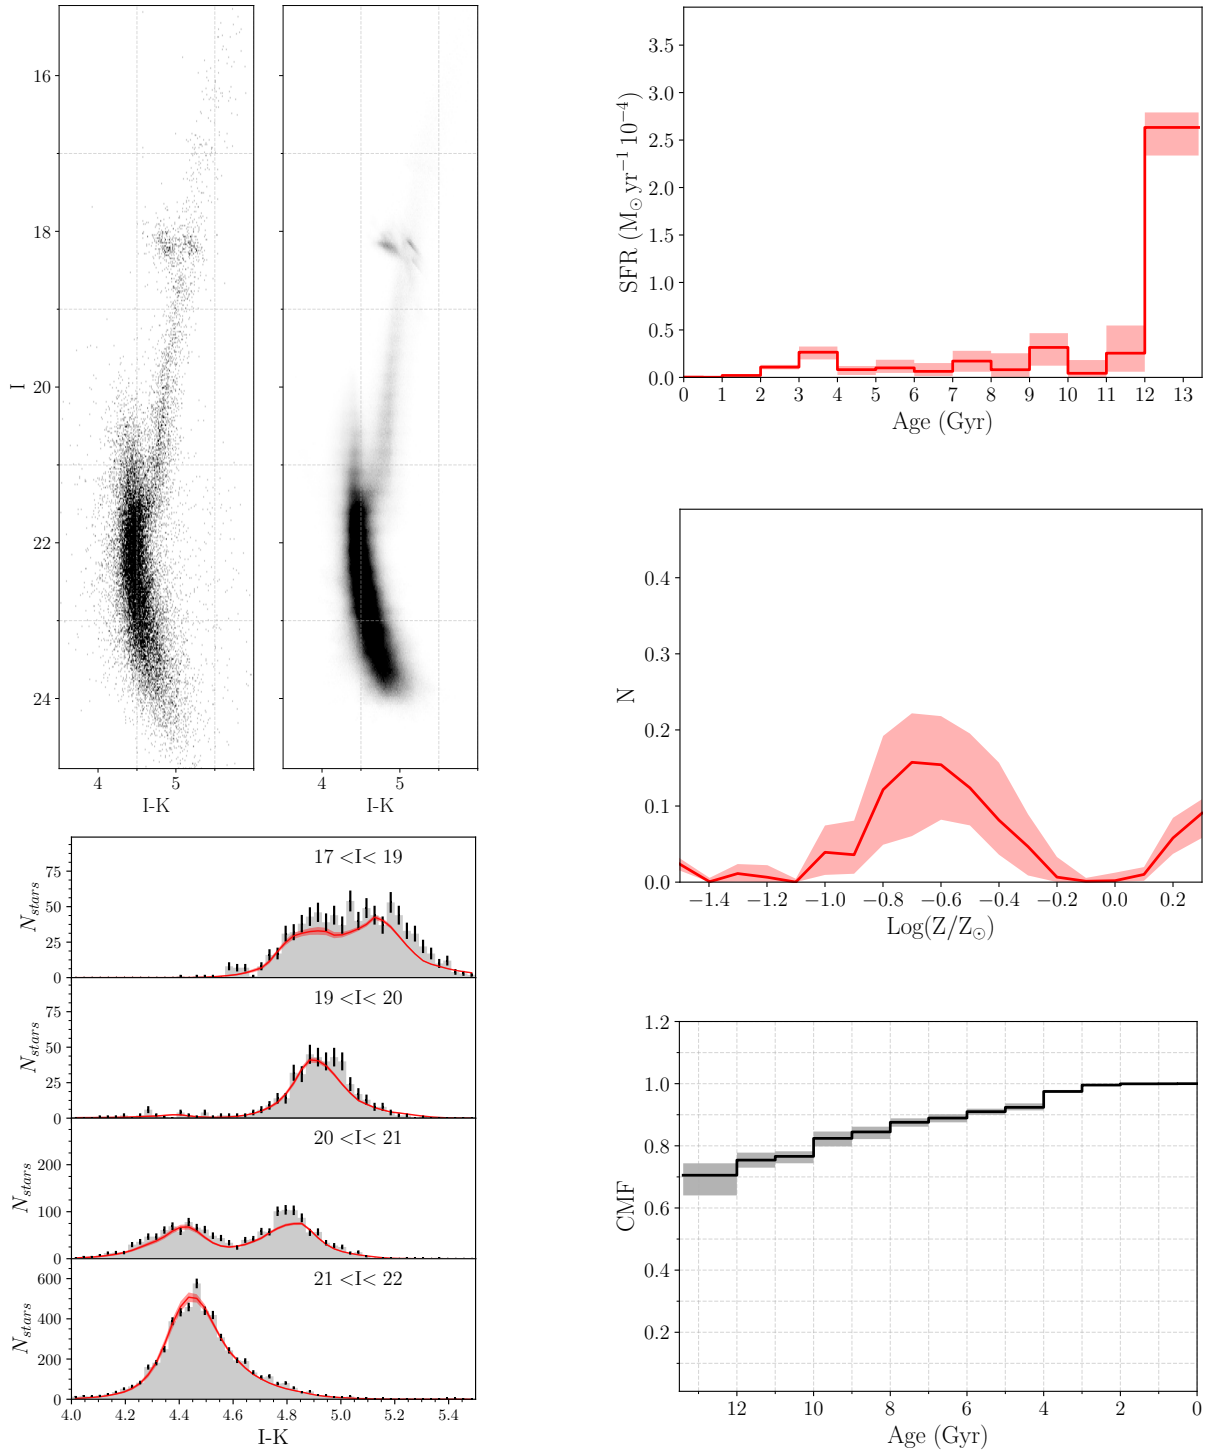 16
18
20
22
24
I
4
5
I-K
4
5
I-K
3.5
3.0
2.5
2.0
1.5
1.0
0.5
0.0
SFR (M⊙ yr⁻¹ 10⁻⁴)
0 1 2 3 4 5 6 7 8 9 10 11 12 13
Age (Gyr)
0.4
0.3
0.2
0.1
0.0
N
−1.4 −1.2 −1.0 −0.8 −0.6 −0.4 −0.2 0.0 0.2
Log(Z/Z⊙)
17 <I< 19
75
50
25
0
N_stars
19 <I< 20
75
50
25
0
N_stars
20 <I< 21
200
100
0
N_stars
21 <I< 22
600
400
200
0
N_stars
4.0 4.2 4.4 4.6 4.8 5.0 5.2 5.4
I-K
1.2
1.0
0.8
0.6
0.4
0.2
CMF
12 10 8 6 4 2 0
Age (Gyr)